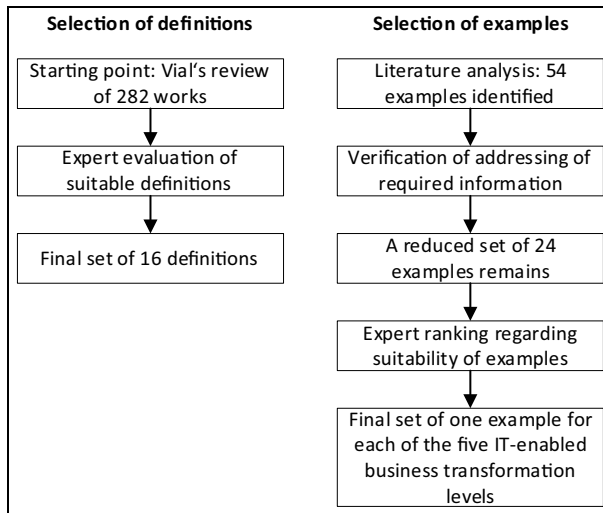 Selection of definitions
Starting point: Vial‘s review
of 282 works
Expert evaluation of
suitable definitions
Final set of 16 definitions
Selection of examples
Literature analysis: 54
examples identified
Verification of addressing of
required information
A reduced set of 24
examples remains
Expert ranking regarding
suitability of examples
Final set of one example for
each of the five IT-enabled
business transformation
levels